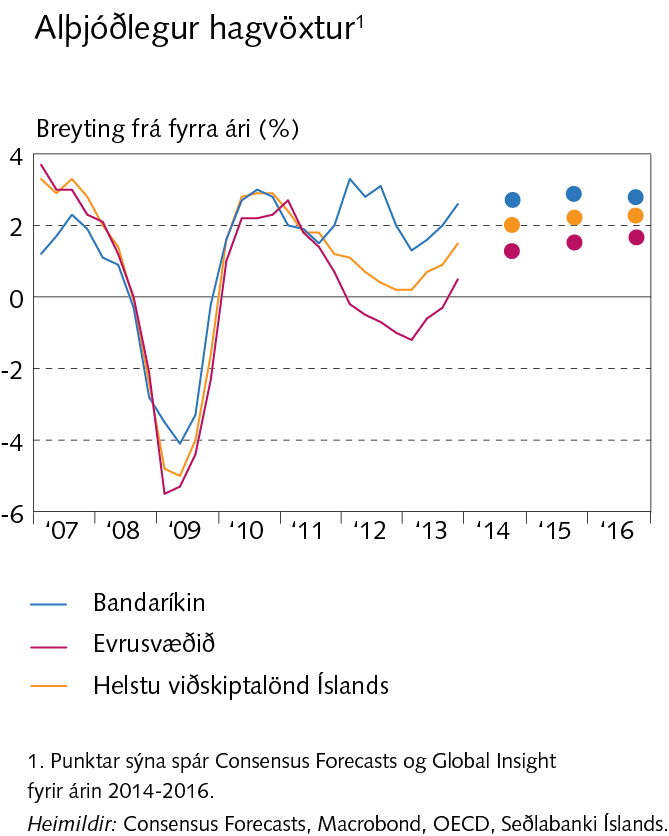 Alþjóðlegur hagvöxtur¹
Breyting frá fyrra ári (%)
4
2
0
-2
-4
-6
‘07 ‘08 ‘09 ‘10 ‘11 ‘12 ‘13 ‘14 ‘15 ‘16
Bandaríkin
Evrusvæðið
Helstu viðskiptalönd Íslands
1. Punktar sýna spár Consensus Forecasts og Global Insight
fyrir árin 2014-2016.
Heimildir: Consensus Forecasts, Macrobond, OECD, Seðlabanki Íslands.